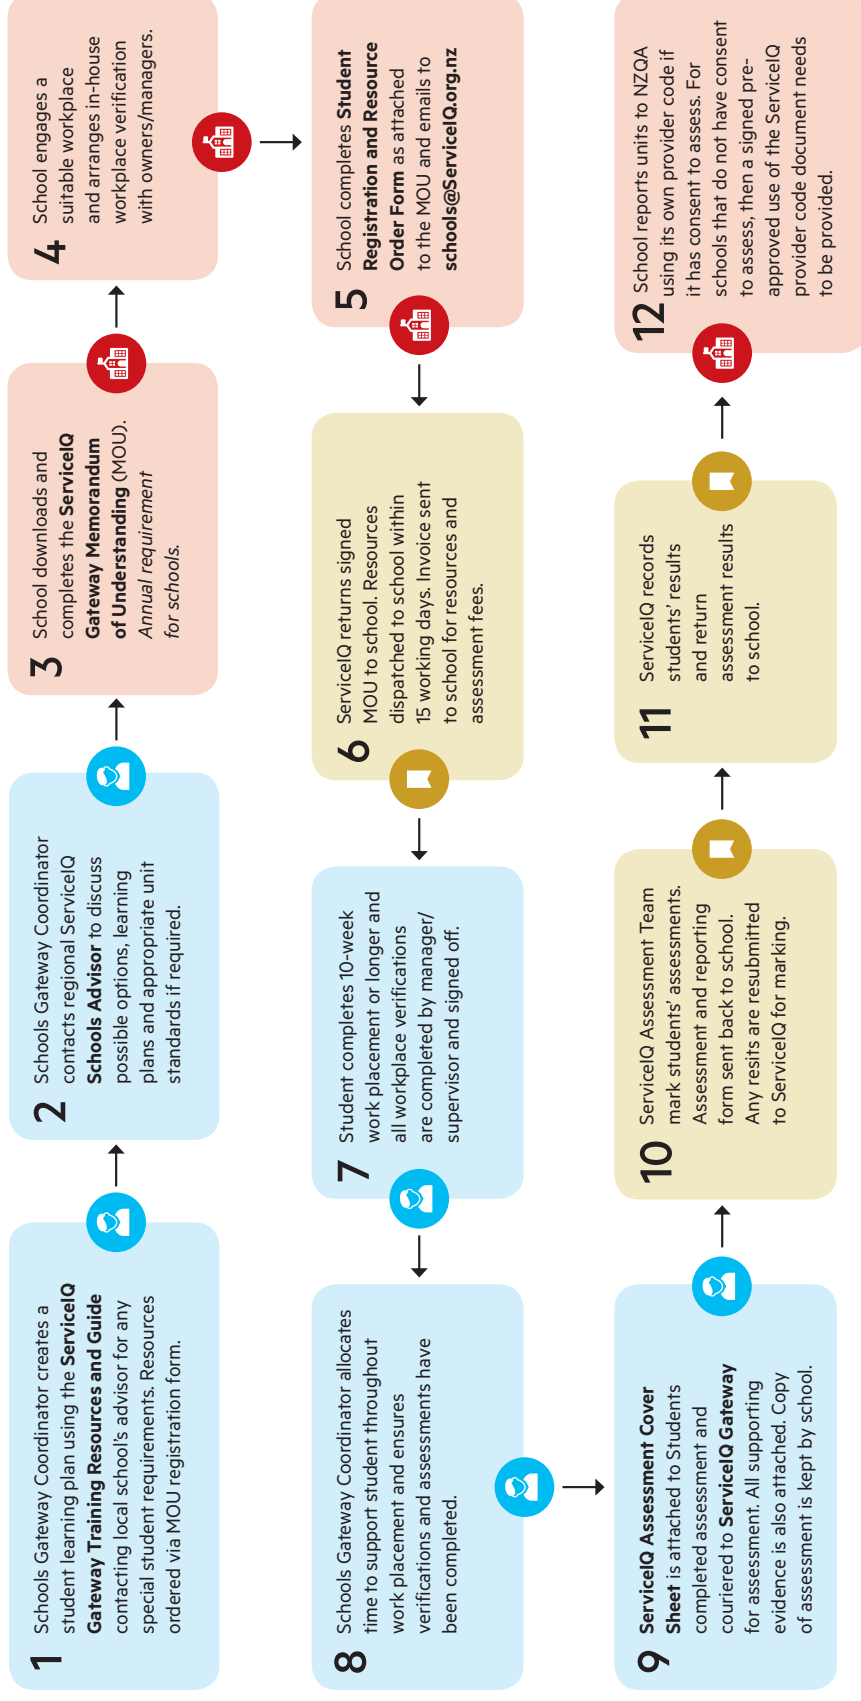 1
Schools Gateway Coordinator creates a
student learning plan using the ServiceIQ
Gateway Training Resources and Guide
contacting local school's advisor for any
special student requirements. Resources
ordered via MOU registration form.
2
Schools Gateway Coordinator
contacts regional ServiceIQ
Schools Advisor to discuss
possible options, learning
plans and appropriate unit
standards if required.
3
School downloads and
completes the ServiceIQ
Gateway Memorandum
of Understanding (MOU).
Annual requirement
for schools.
4
School engages a
suitable workplace
and arranges in-house
workplace verification
with owners/managers.
5
School completes Student
Registration and Resource
Order Form as attached
to the MOU and emails to
schools@ServiceIQ.org.nz
6
ServiceIQ returns signed
MOU to school. Resources
dispatched to school within
15 working days. Invoice sent
to school for resources and
assessment fees.
7
Student completes 10-week
work placement or longer and
all workplace verifications
are completed by manager/
supervisor and signed off.
8
Schools Gateway Coordinator allocates
time to support student throughout
work placement and ensures
verifications and assessments have
been completed.
9
ServiceIQ Assessment Cover
Sheet is attached to Students
completed assessment and
couriered to ServiceIQ Gateway
for assessment. All supporting
evidence is also attached. Copy
of assessment is kept by school.
10
ServiceIQ Assessment Team
mark students' assessments.
Assessment and reporting
form sent back to school.
Any resits are resubmitted
to ServiceIQ for marking.
11
ServiceIQ records
students' results
and return
assessment results
to school.
12
School reports units to NZQA
using its own provider code if
it has consent to assess. For
schools that do not have consent
to assess, then a signed pre-
approved use of the ServiceIQ
provider code document needs
to be provided.